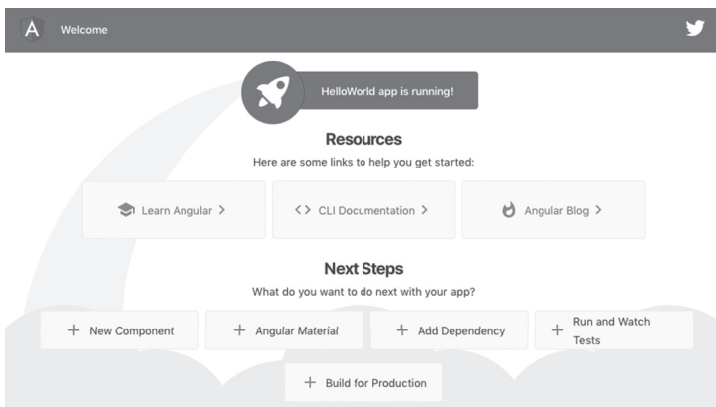 Welcome
HelloWorld app is running!
Resources
Here are some links to help you get started:
Learn Angular
CLI Documentation
Angular Blog
Next Steps
What do you want to do next with your app?
New Component
Angular Material
Add Dependency
Run and Watch
Tests
Build for Production